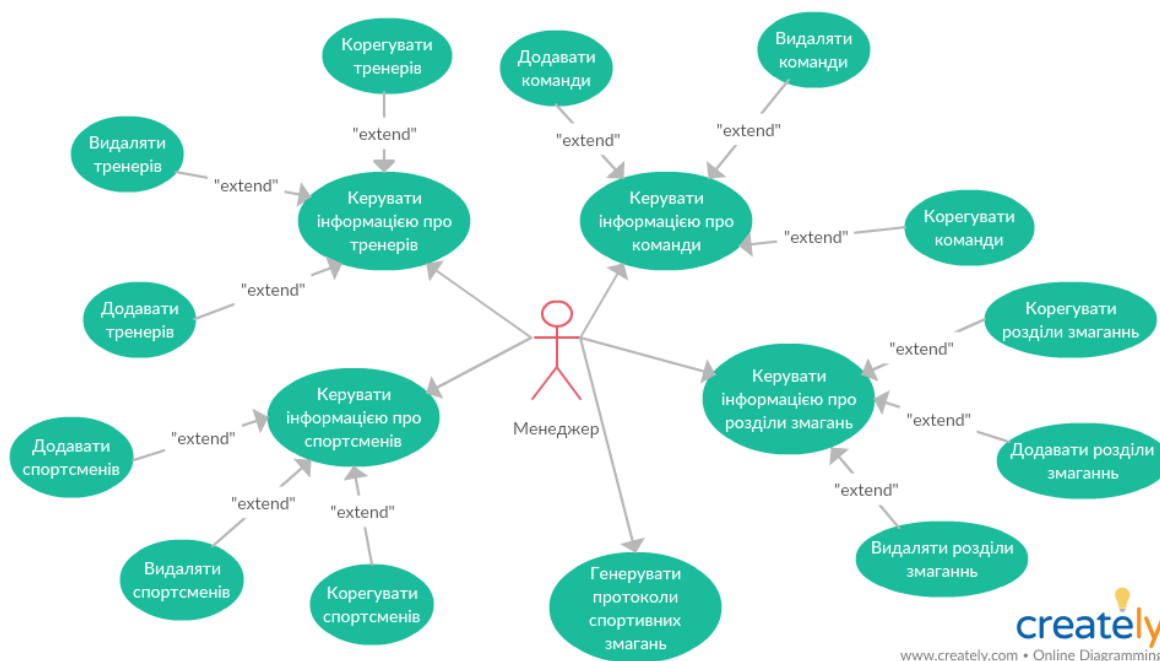 Корегувати
тренерів
Додавати
команди
Видаляти
команди
"extend"
"extend"
"extend"
Видаляти
тренерів
"extend"
Керувати
інформацією про
тренерів
Керувати
інформацією про
команди
"extend"
Корегувати
команди
"extend"
Додавати
тренерів
Корегувати
розділи змаганнь
"extend"
Керувати
інформацією про
спортсменів
Менеджер
Керувати
інформацією про
розділи змагань
"extend"
Додавати розділи
змаганнь
Додавати
спортсменів
"extend"
"extend"
"extend"
"extend"
Видаляти розділи
змаганнь
Видаляти
спортсменів
Корегувати
спортсменів
Генерувати
протоколи
спортивних
змагань
creately
www.creately.com • Online Diagramming